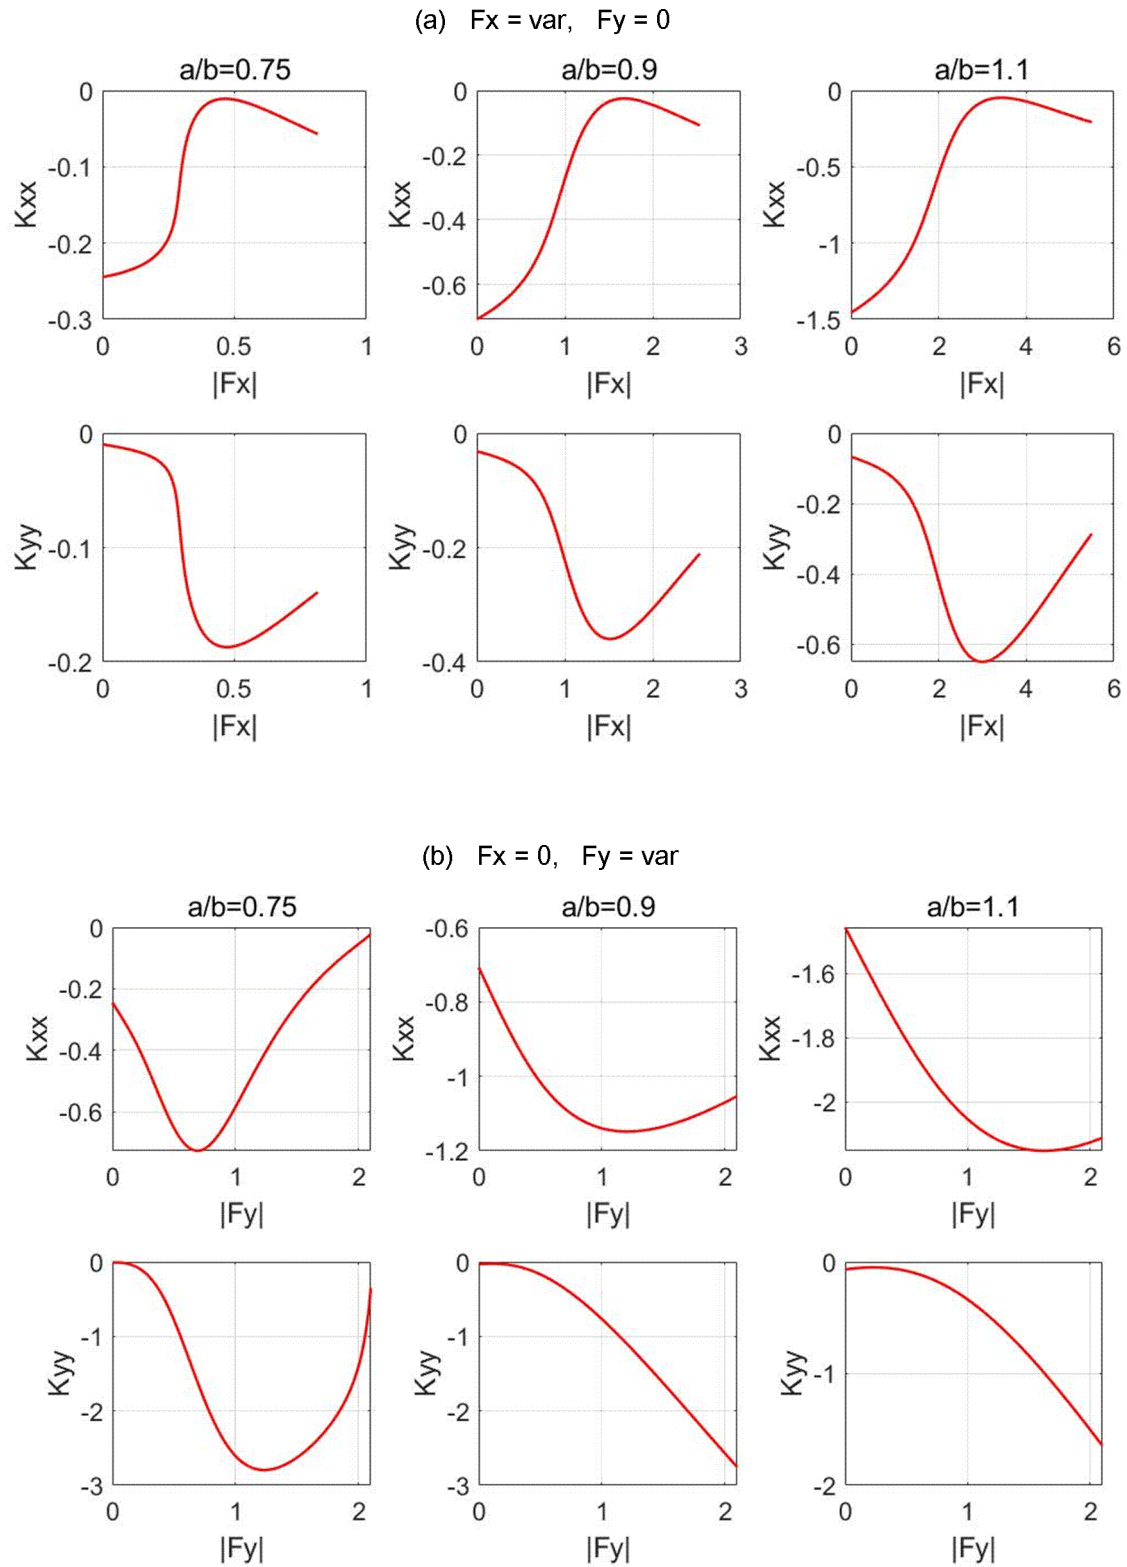 (a) Fx = var, Fy = 0
a/b=0.75 a/b=0.9 a/b=1.1
0 0 0
-0.1 -0.2 -0.5
-0.2 -0.4 -1
-0.3 -0.6 -1.5
Kxx Kxx Kxx
0 0.5 1 0 1 2 3 0 2 4 6
|Fx| |Fx| |Fx|
0 0 0
-0.1 -0.2 -0.2
-0.2 -0.4 -0.4
-0.6
Kyy Kyy Kyy
0 0.5 1 0 1 2 3 0 2 4 6
|Fx| |Fx| |Fx|
(b) Fx = 0, Fy = var
a/b=0.75 a/b=0.9 a/b=1.1
0 -0.6 -1.6
-0.2 -0.8 -1.8
-0.4 -1 -2
-0.6 -1.2
Kxx Kxx Kxx
0 1 2 0 1 2 0 1 2
|Fy| |Fy| |Fy|
0 0 0
-1 -1 -1
-2 -2 -2
-3 -3
Kyy Kyy Kyy
0 1 2 0 1 2 0 1 2
|Fy| |Fy| |Fy|